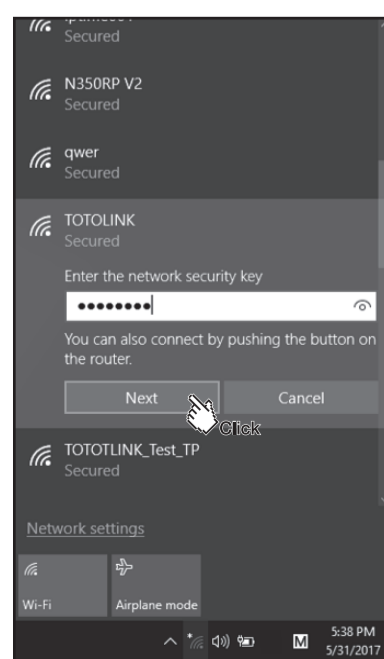 Secured
N350RP V2
Secured
qwer
Secured
TOTOLINK
Secured
Enter the network security key
You can also connect by pushing the button on
the router.
Next
Cancel
Click
TOTOTLINK_Test_TP
Secured
Network settings
Wi-Fi
Airplane mode
M
5:38 PM
5/31/2017